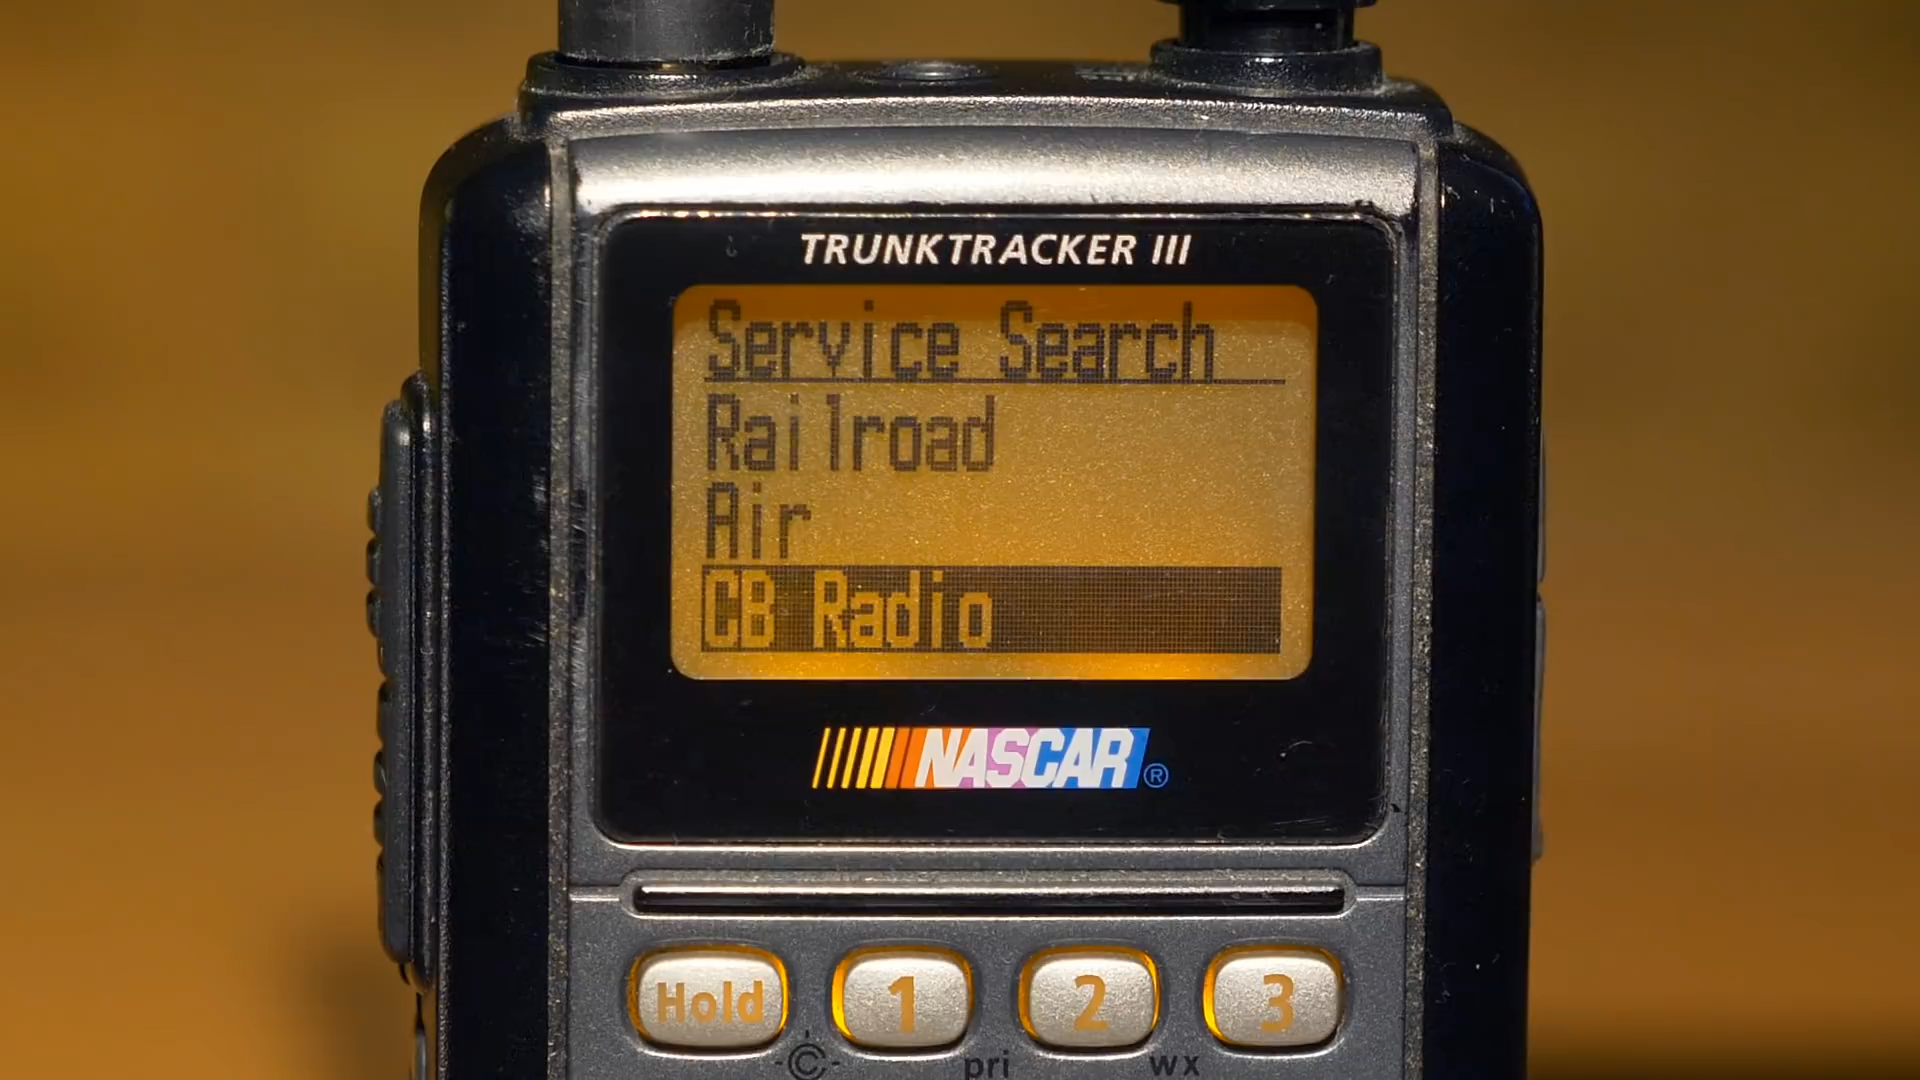 TRUNKTRACKER III
Service Search
Railroad
Air
CB Radio
NASCAR®
Hold 1 2 3
pri wx